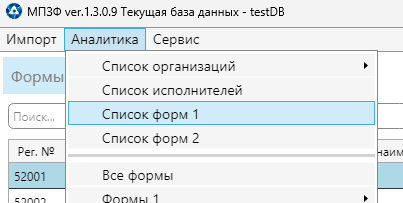 МПЗФ ver.1.3.0.9 Текущая база данных - testDB
Импорт Аналитика Сервис
Формы
Список организаций
Список исполнителей
Поиск...
Список форм 1
Список форм 2
Рег. №
52001
Все формы
52002
Формы 1